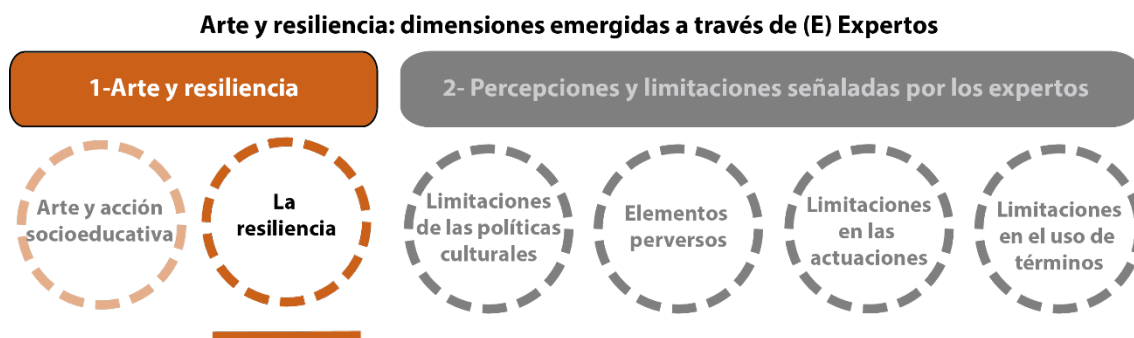 Arte y resiliencia: dimensiones emergidas a través de (E) Expertos
1-Arte y resiliencia
2- Percepciones y limitaciones señaladas por los expertos
Arte y acción
socioeducativa
La
resiliencia
Limitaciones
de las políticas
culturales
Elementos
perversos
Limitaciones
en las
actuaciones
Limitaciones
en el uso de
términos